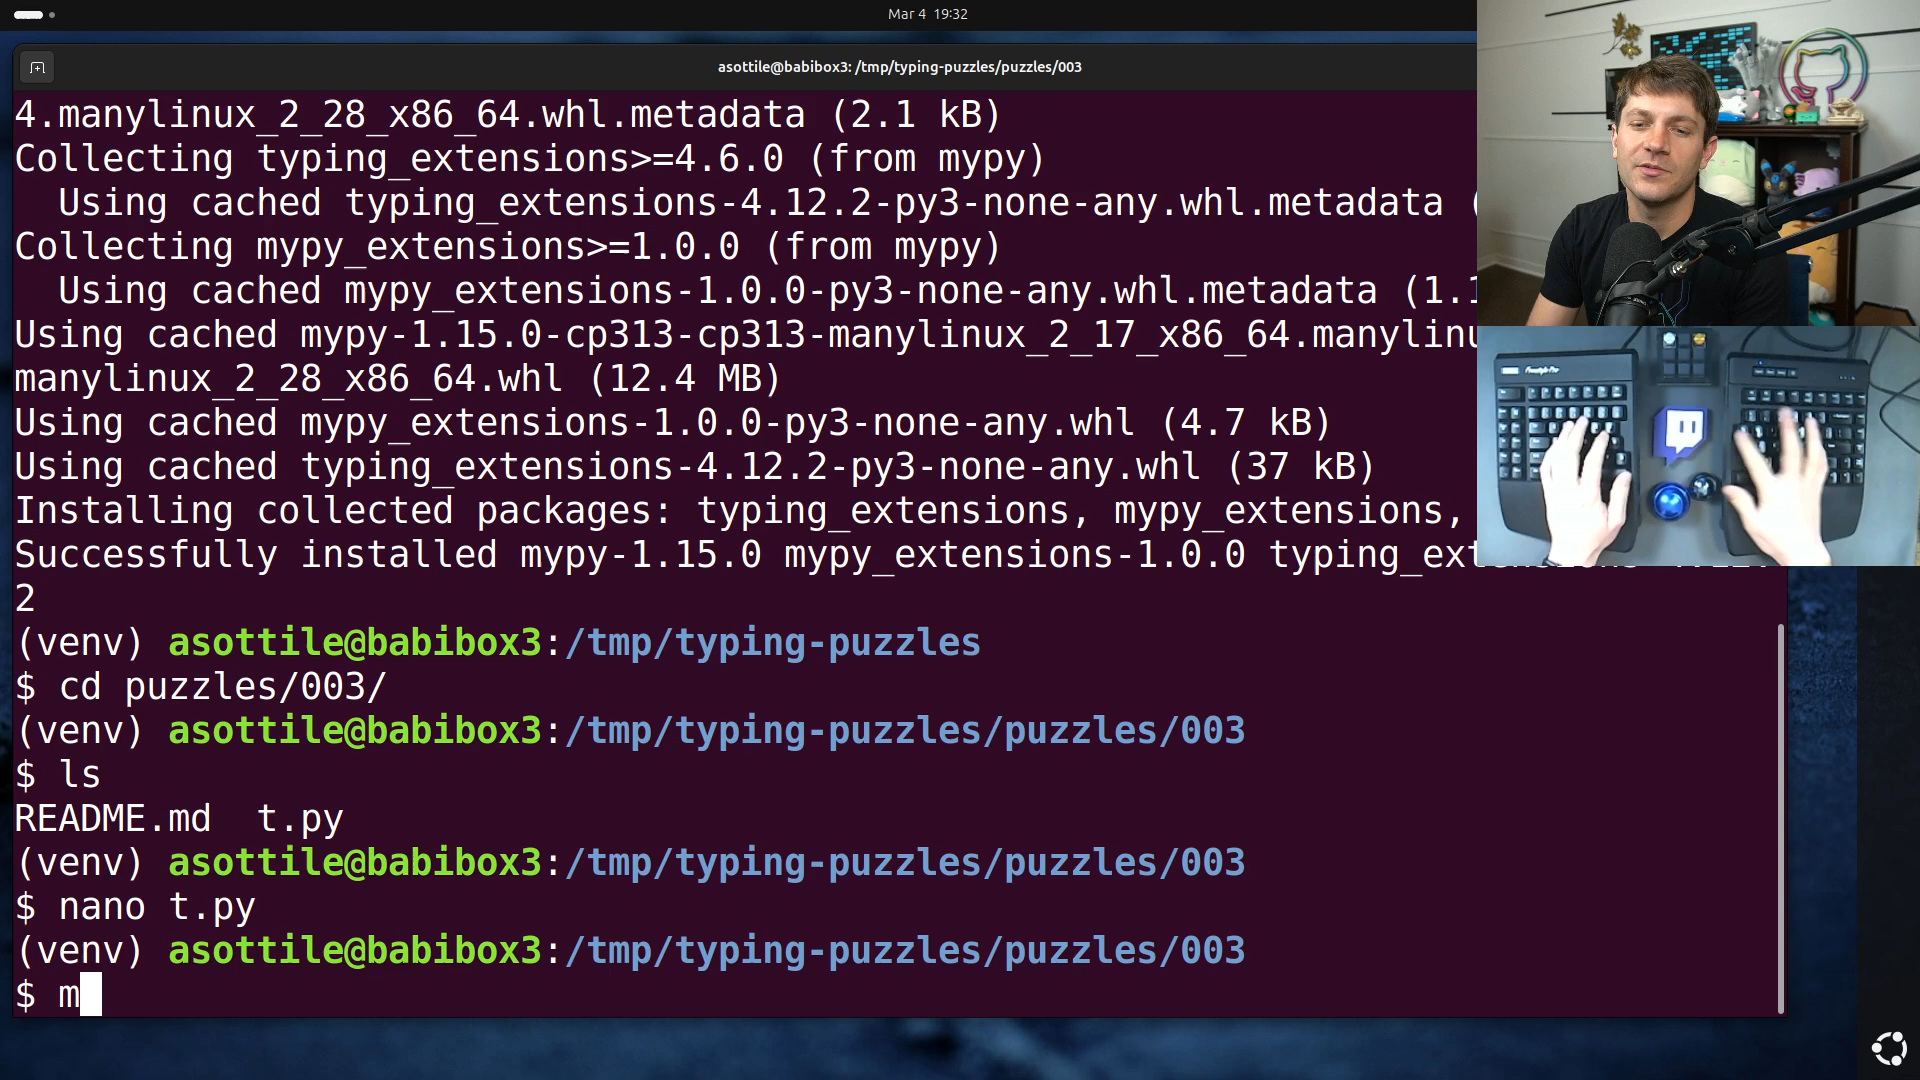 Mar 4 19:32
asottile@babibox3: /tmp/typing-puzzles/puzzles/003
4.manylinux_2_28_x86_64.whl.metadata (2.1 kB)
Collecting typing_extensions>=4.6.0 (from mypy)
  Using cached typing_extensions-4.12.2-py3-none-any.whl.metadata (
Collecting mypy_extensions>=1.0.0 (from mypy)
  Using cached mypy_extensions-1.0.0-py3-none-any.whl.metadata (1.1
Using cached mypy-1.15.0-cp313-cp313-manylinux_2_17_x86_64.manylinu
manylinux_2_28_x86_64.whl (12.4 MB)
Using cached mypy_extensions-1.0.0-py3-none-any.whl (4.7 kB)
Using cached typing_extensions-4.12.2-py3-none-any.whl (37 kB)
Installing collected packages: typing_extensions, mypy_extensions,
Successfully installed mypy-1.15.0 mypy_extensions-1.0.0
2
(venv) asottile@babibox3:/tmp/typing-puzzles
$ cd puzzles/003/
(venv) asottile@babibox3:/tmp/typing-puzzles/puzzles/003
$ ls
README.md  t.py
(venv) asottile@babibox3:/tmp/typing-puzzles/puzzles/003
$ nano t.py
(venv) asottile@babibox3:/tmp/typing-puzzles/puzzles/003
$ m